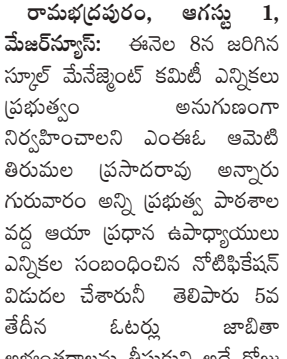 రామభద్రపురం, ఆగస్టు 1,
మేజర్‌న్యూస్: ఈనెల 8న జరిగిన
స్కూల్ మేనేజ్మెంట్ కమిటీ ఎన్నికలు
ప్రభుత్వం అనుగుణంగా
నిర్వహించాలని ఎంఈఓ ఆమెటి
తిరుమల ప్రసాదరావు అన్నారు
గురువారం అన్ని ప్రభుత్వ పాఠశాల
వద్ద ఆయా ప్రధాన ఉపాధ్యాయులు
ఎన్నికల సంబంధించిన నోటిఫికేషన్
విడుదల చేశారునీ తెలిపారు 5వ
తేదీన ఓటర్లు జాబితా